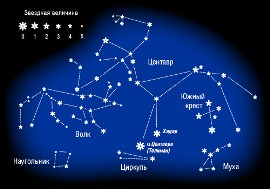 Звездная величина
0 1 2 3 4 5
Центавр
Южный
крест
Хадар
Волк
α Центавра
(Толиман)
Наугольник
Циркуль
Муха